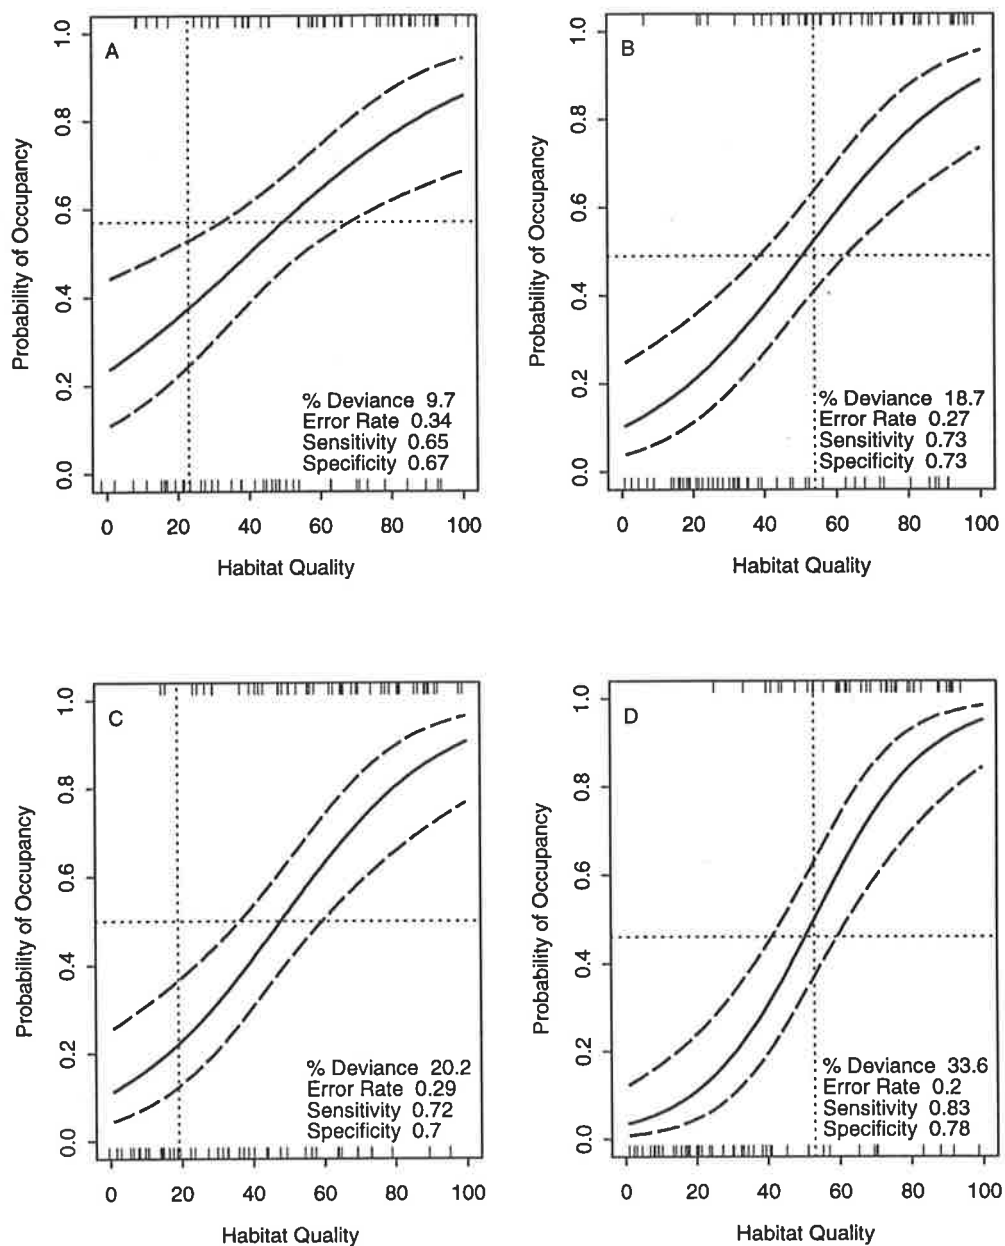 A
Probability of Occupancy
1.0
0.8
0.6
0.4
0.2
0.0
% Deviance 9.7
Error Rate 0.34
Sensitivity 0.65
Specificity 0.67
0 20 40 60 80 100
Habitat Quality
B
Probability of Occupancy
1.0
0.8
0.6
0.4
0.2
0.0
% Deviance 18.7
Error Rate 0.27
Sensitivity 0.73
Specificity 0.73
0 20 40 60 80 100
Habitat Quality
C
Probability of Occupancy
1.0
0.8
0.6
0.4
0.2
0.0
% Deviance 20.2
Error Rate 0.29
Sensitivity 0.72
Specificity 0.7
0 20 40 60 80 100
Habitat Quality
D
Probability of Occupancy
1.0
0.8
0.6
0.4
0.2
0.0
% Deviance 33.6
Error Rate 0.2
Sensitivity 0.83
Specificity 0.78
0 20 40 60 80 100
Habitat Quality